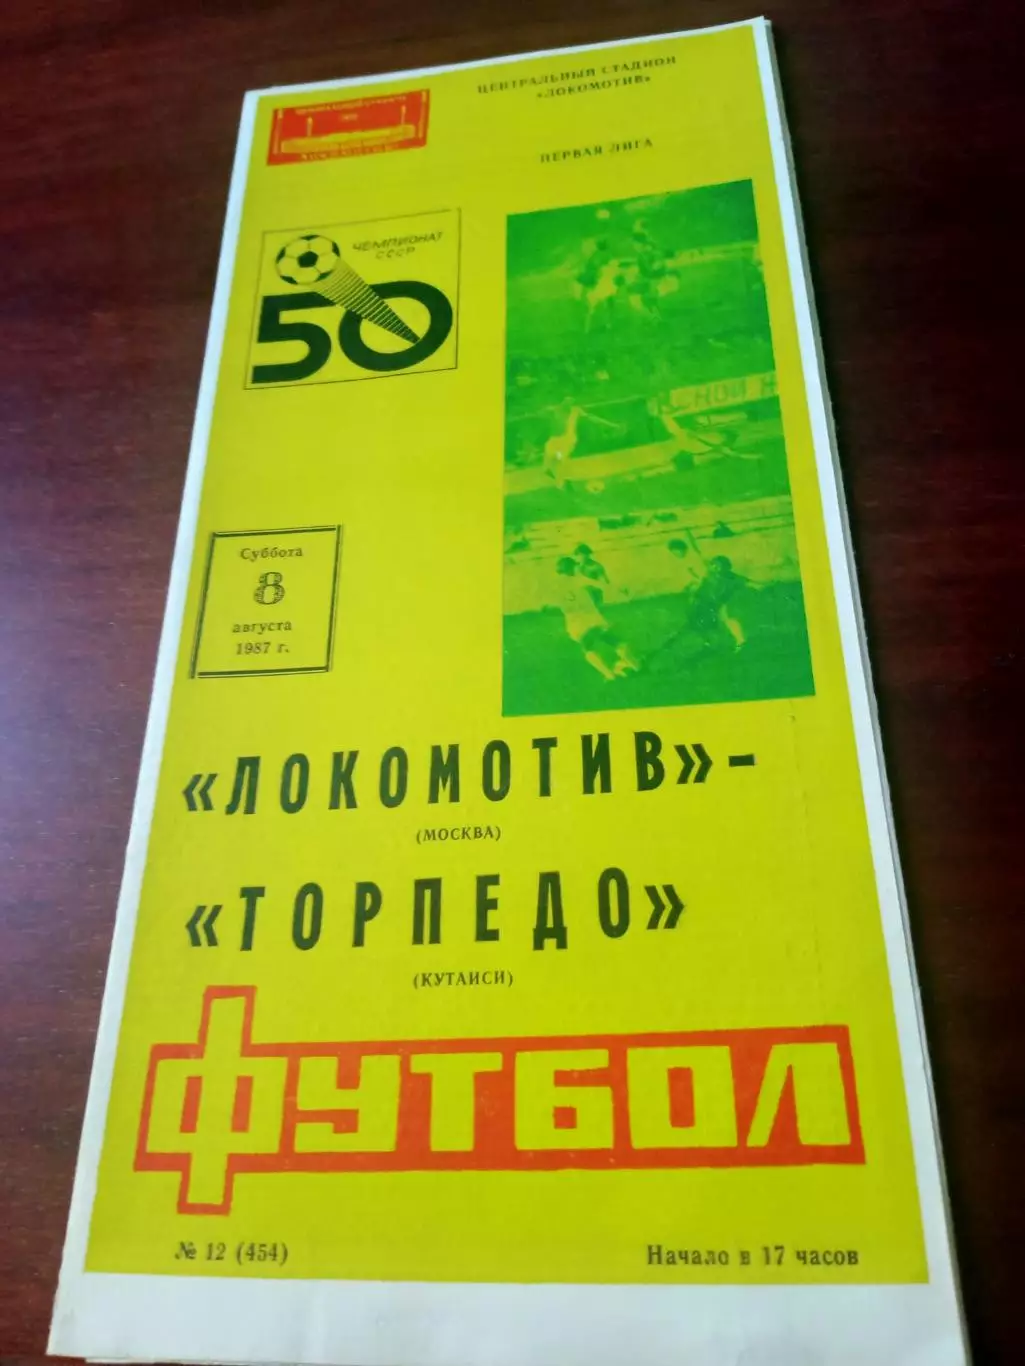 ЦЕНТРАЛЬНЫЙ СТАДИОН
«ЛОКОМОТИВ»
ПЕРВАЯ ЛИГА
ЧЕМПИОНАТ
СССР
50
Суббота
8
августа
1987 г.
«ЛОКОМОТИВ» –
(МОСКВА)
«ТОРПЕДО»
(КУТАИСИ)
ФУТБОЛ
№ 12 (454)
Начало в 17 часов